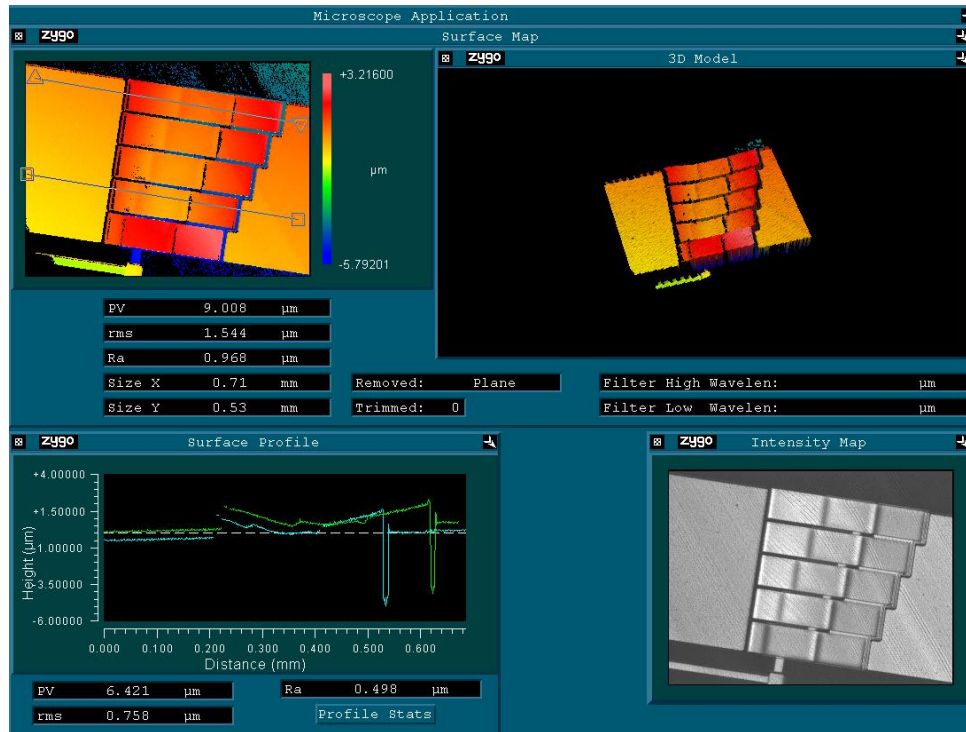 Microscope Application
zygo Surface Map
zygo 3D Model
+3.21600
µm
-5.79201
PV 9.008 µm
rms 1.544 µm
Ra 0.968 µm
Size X 0.71 mm
Size Y 0.53 mm
Removed: Plane
Trimmed: 0
Filter High Wavelen: µm
Filter Low Wavelen: µm
zygo Surface Profile
+4.00000
+1.50000
-1.00000
-3.50000
-6.00000
Height (µm)
0.000 0.100 0.200 0.300 0.400 0.500 0.600
Distance (mm)
PV 6.421 µm
rms 0.758 µm
Ra 0.498 µm
Profile Stats
zygo Intensity Map